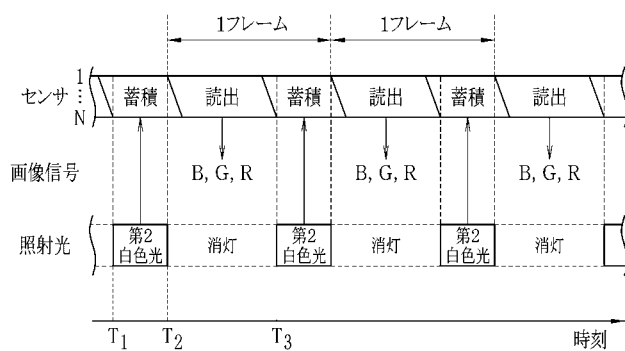 1フレーム 1フレーム
センサ 1 ⋮ N 蓄積 読出 蓄積 読出 蓄積 読出
画像信号 B, G, R B, G, R B, G, R
照射光 第2白色光 消灯 第2白色光 消灯 第2白色光 消灯
T1 T2 T3 時刻